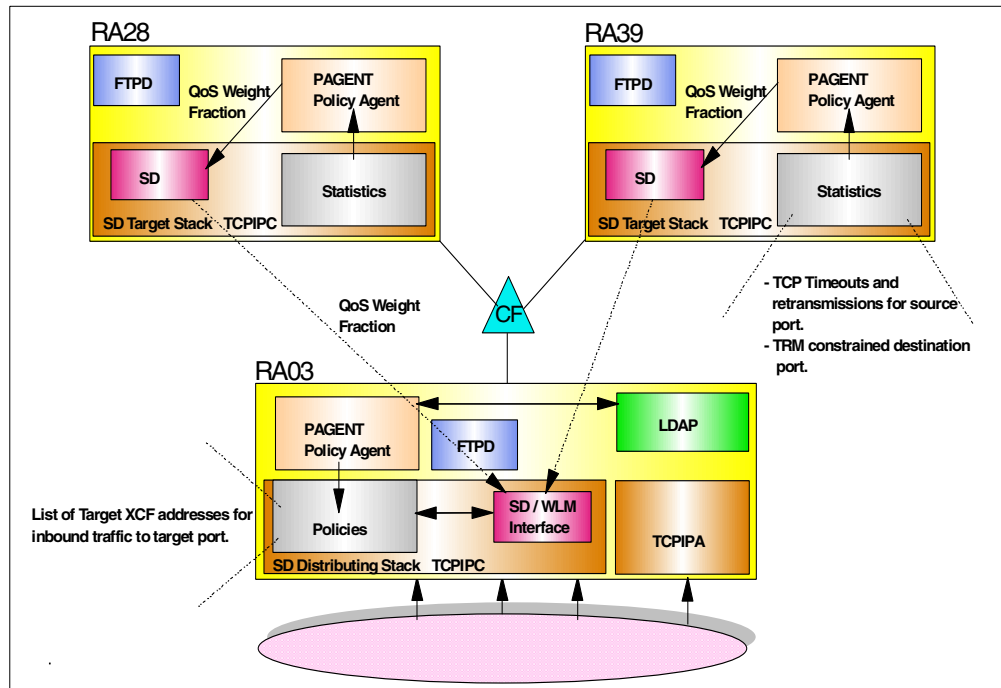 RA28
RA39
FTPD
QoS Weight
Fraction
PAGENT
Policy Agent
SD
Statistics
SD Target Stack TCPIPC
FTPD
QoS Weight
Fraction
PAGENT
Policy Agent
SD
Statistics
SD Target Stack TCPIPC
QoS Weight
Fraction
CF
- TCP Timeouts and
retransmissions for source
port.
- TRM constrained destination
port.
RA03
PAGENT
Policy Agent
FTPD
LDAP
List of Target XCF addresses for
inbound traffic to target port.
Policies
SD / WLM
Interface
TCPIPA
SD Distributing Stack TCPIPC
.